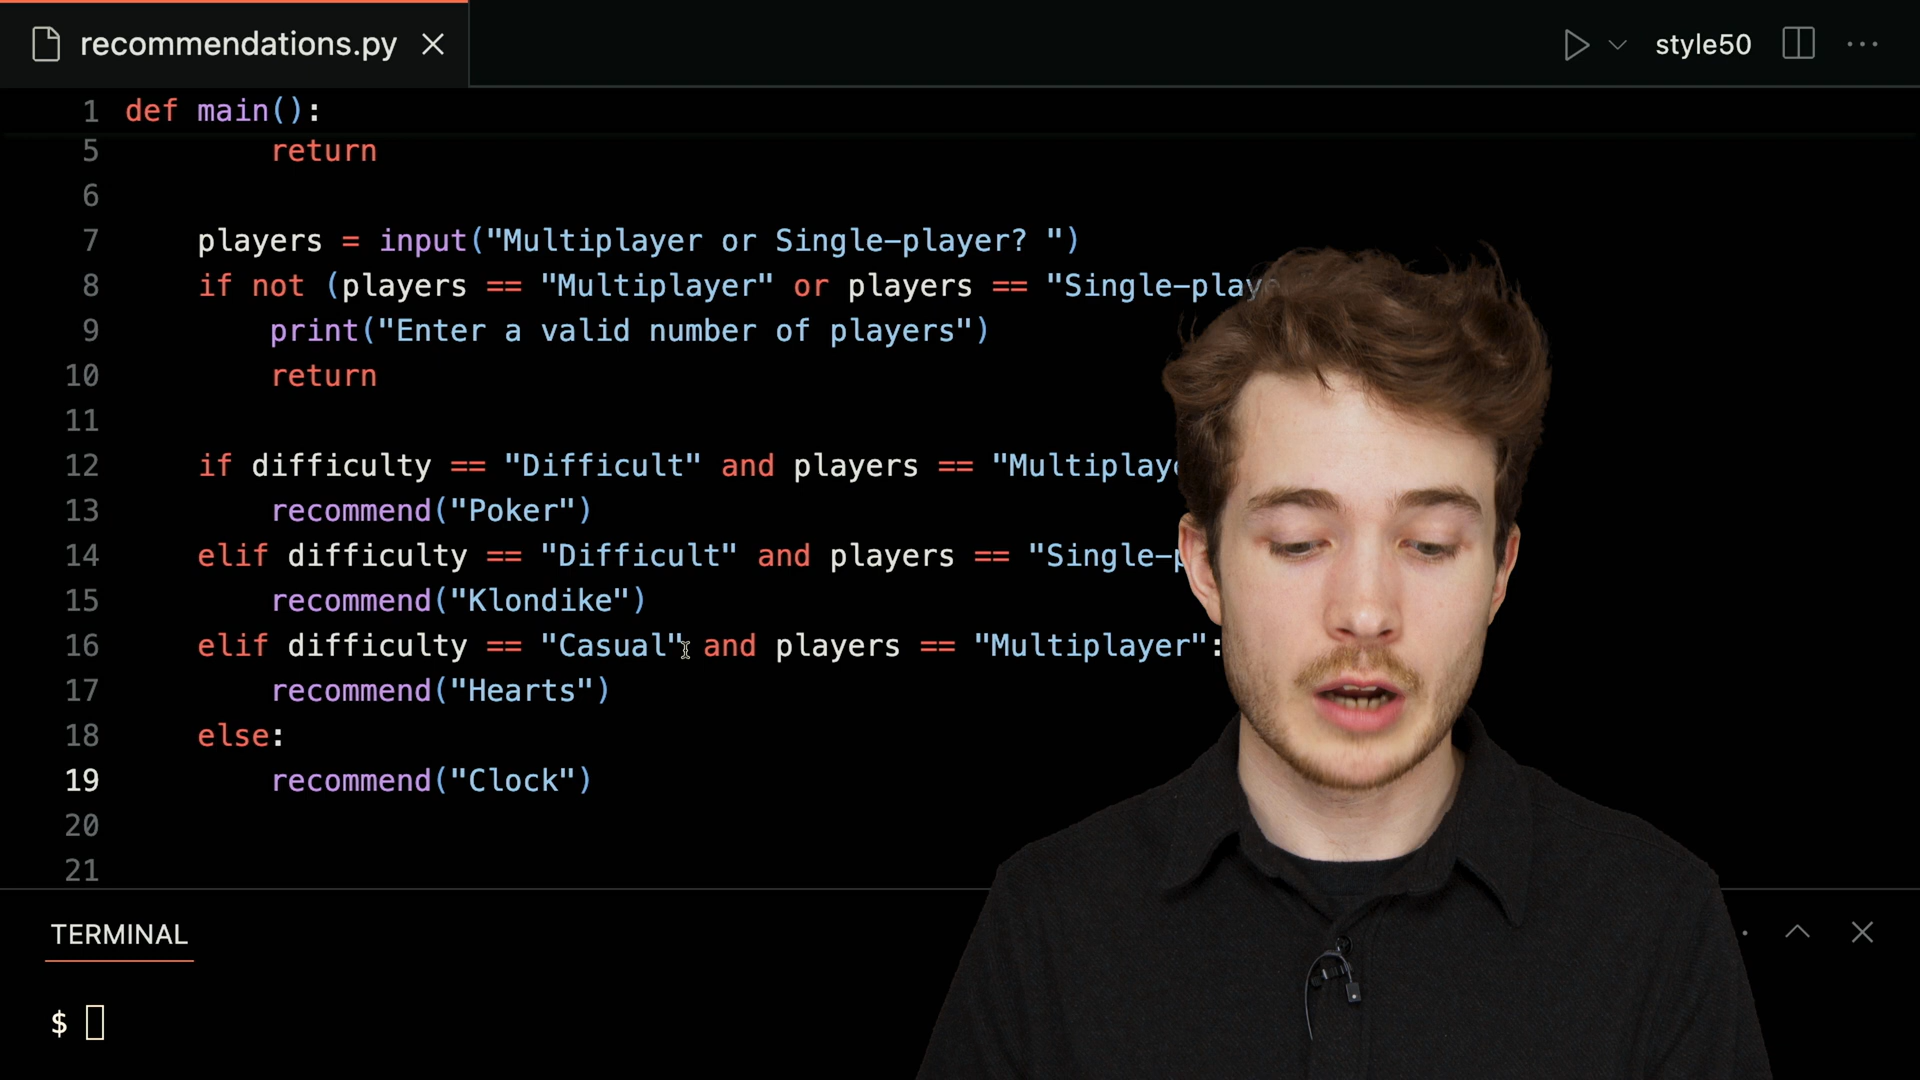 recommendations.py
style50
1 def main():
5 return
6
7 players = input("Multiplayer or Single-player? ")
8 if not (players == "Multiplayer" or players == "Single-playe
9 print("Enter a valid number of players")
10 return
11
12 if difficulty == "Difficult" and players == "Multiplaye
13 recommend("Poker")
14 elif difficulty == "Difficult" and players == "Single-p
15 recommend("Klondike")
16 elif difficulty == "Casual" and players == "Multiplayer":
17 recommend("Hearts")
18 else:
19 recommend("Clock")
20
21
TERMINAL
$